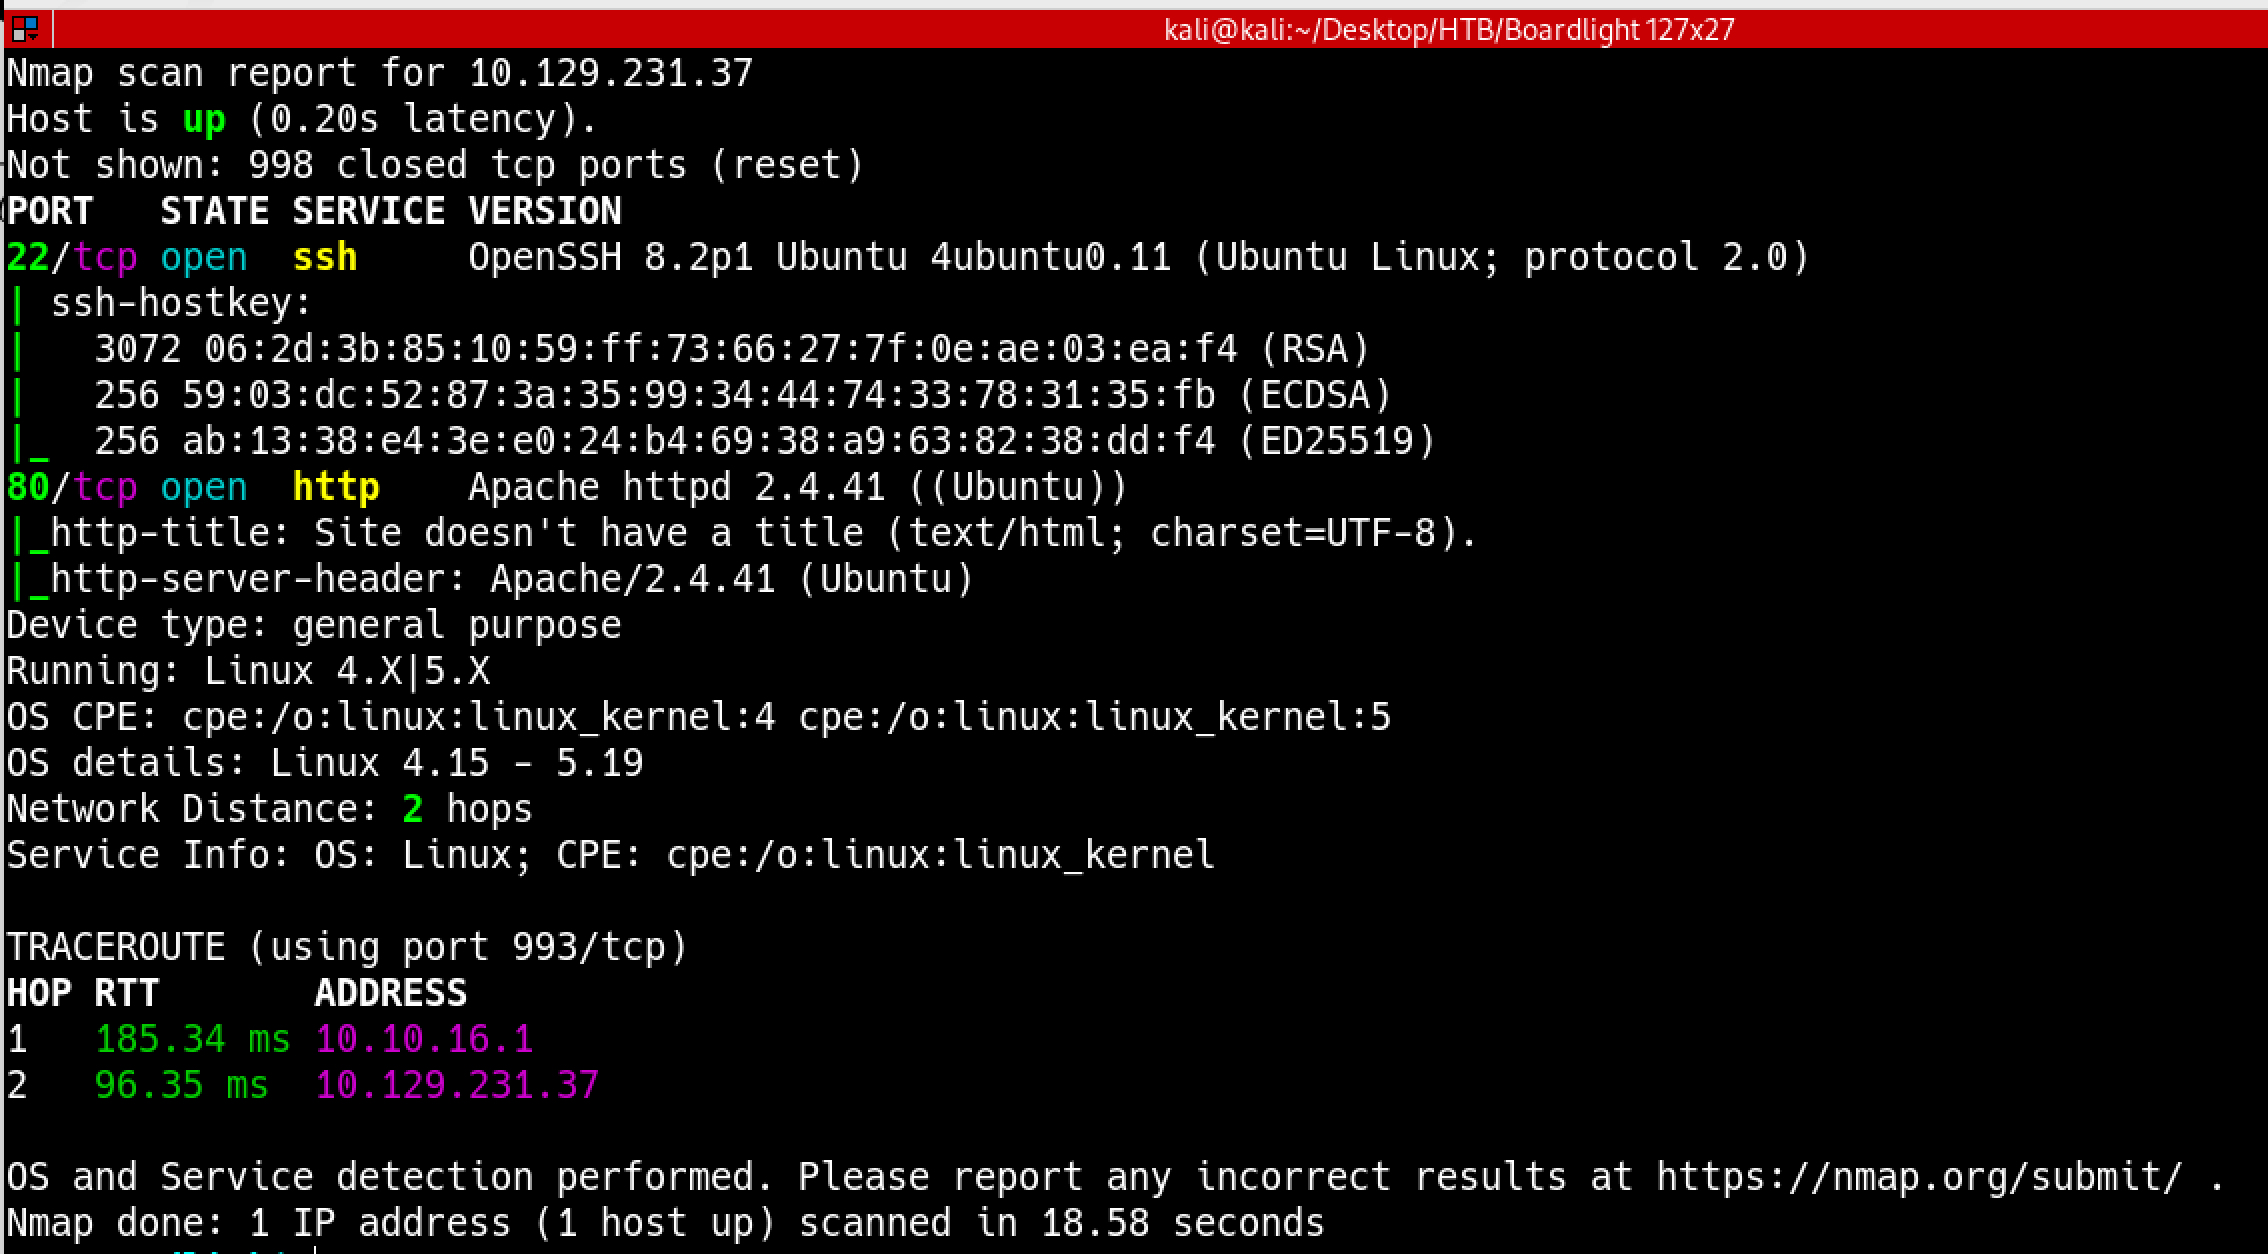 kali@kali:~/Desktop/HTB/Boardlight 127x27
Nmap scan report for 10.129.231.37
Host is up (0.20s latency).
Not shown: 998 closed tcp ports (reset)
PORT   STATE SERVICE VERSION
22/tcp open  ssh     OpenSSH 8.2p1 Ubuntu 4ubuntu0.11 (Ubuntu Linux; protocol 2.0)
| ssh-hostkey:
|   3072 06:2d:3b:85:10:59:ff:73:66:27:7f:0e:ae:03:ea:f4 (RSA)
|   256 59:03:dc:52:87:3a:35:99:34:44:74:33:78:31:35:fb (ECDSA)
|_  256 ab:13:38:e4:3e:e0:24:b4:69:38:a9:63:82:38:dd:f4 (ED25519)
80/tcp open  http    Apache httpd 2.4.41 ((Ubuntu))
|_http-title: Site doesn't have a title (text/html; charset=UTF-8).
|_http-server-header: Apache/2.4.41 (Ubuntu)
Device type: general purpose
Running: Linux 4.X|5.X
OS CPE: cpe:/o:linux:linux_kernel:4 cpe:/o:linux:linux_kernel:5
OS details: Linux 4.15 - 5.19
Network Distance: 2 hops
Service Info: OS: Linux; CPE: cpe:/o:linux:linux_kernel
TRACEROUTE (using port 993/tcp)
HOP RTT       ADDRESS
1   185.34 ms 10.10.16.1
2   96.35 ms  10.129.231.37
OS and Service detection performed. Please report any incorrect results at https://nmap.org/submit/ .
Nmap done: 1 IP address (1 host up) scanned in 18.58 seconds